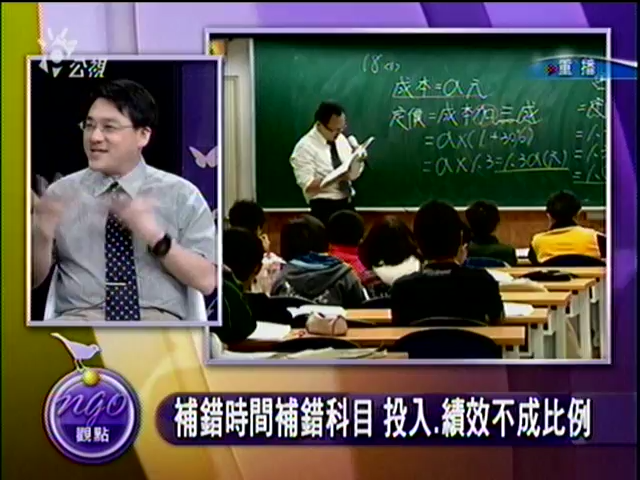 公視
重播
18.
成本=a元
定價=成本加三成
=a×(1+30%)
=a×1.3=1.3a(元)
ngo
觀點
補錯時間補錯科目 投入.績效不成比例